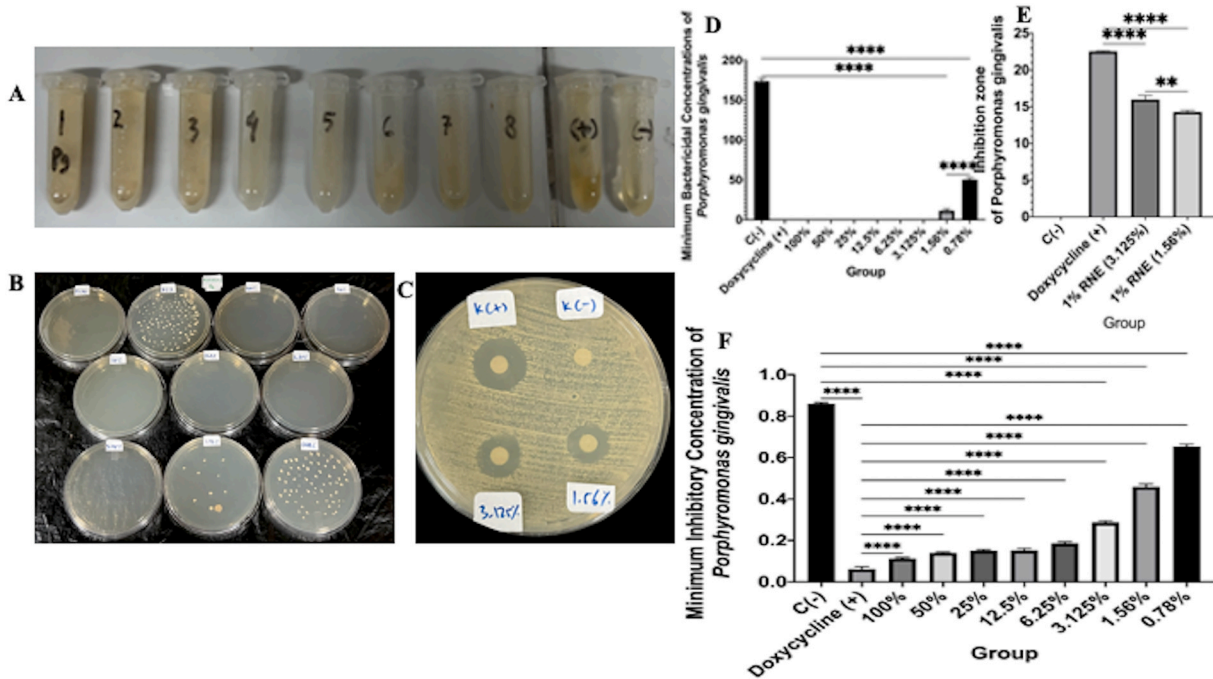 A
1
Pg
2
3
4
5
6
7
8
(+)
(-)
B
C
K(+)
K(-)
3.125%
1.56%
D
Minimum Bactericidal Concentrations of
Porphyromonas gingivalis
200
150
100
50
0
****
****
****
C(-)
Doxycycline (+)
100%
50%
25%
12.5%
6.25%
3.125%
1.56%
0.78%
Group
E
Inhibition zone
of Porphyromonas gingivalis
25
20
15
10
5
0
****
****
**
C(-)
Doxycycline (+)
1% RNE (3.125%)
1% RNE (1.56%)
Group
F
Minimum Inhibitory Concentration of
Porphyromonas gingivalis
1.0
0.8
0.6
0.4
0.2
0.0
****
****
****
****
****
****
****
****
****
****
****
****
C(-)
Doxycycline (+)
100%
50%
25%
12.5%
6.25%
3.125%
1.56%
0.78%
Group